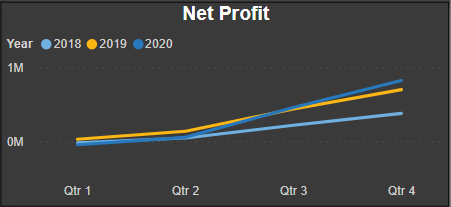 Net Profit
Year 2018 2019 2020
1M
0M
Qtr 1 Qtr 2 Qtr 3 Qtr 4